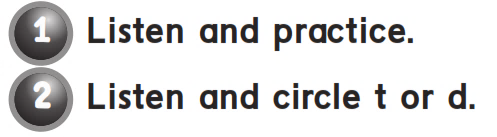 1 Listen and practice.
2 Listen and circle t or d.